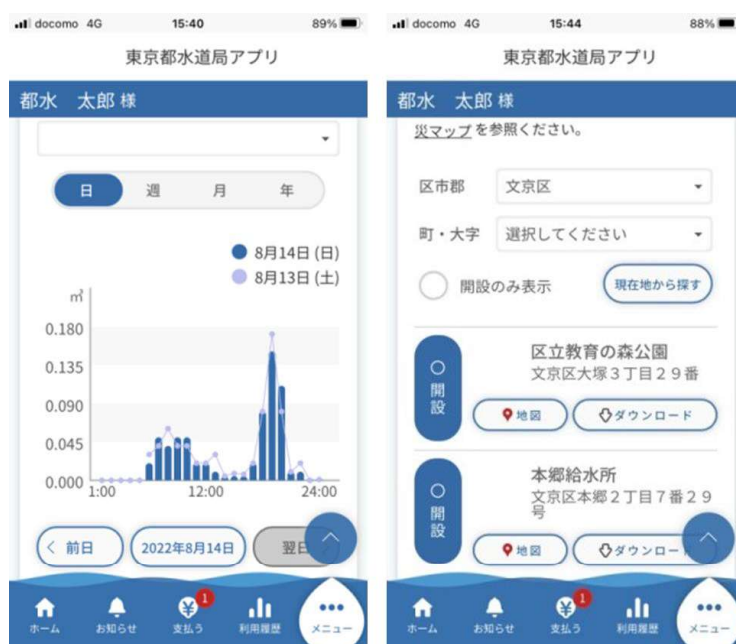 docomo 4G 15:40 89%
東京都水道局アプリ
都水 太郎 様
日 週 月 年
8月14日 (日)
8月13日 (土)
㎥
0.180
0.135
0.090
0.045
0.000
1:00 12:00 24:00
前日 2022年8月14日 翌日
1
ホーム お知らせ 支払う 利用履歴 メニュー
docomo 4G 15:44 88%
東京都水道局アプリ
都水 太郎 様
災マップ を参照ください。
区市郡 文京区
町・大字 選択してください
開設のみ表示 現在地から探す
○開設
区立教育の森公園
文京区大塚3丁目29番
地図 ダウンロード
○開設
本郷給水所
文京区本郷2丁目7番29
号
地図 ダウンロード
1
ホーム お知らせ 支払う 利用履歴 メニュー